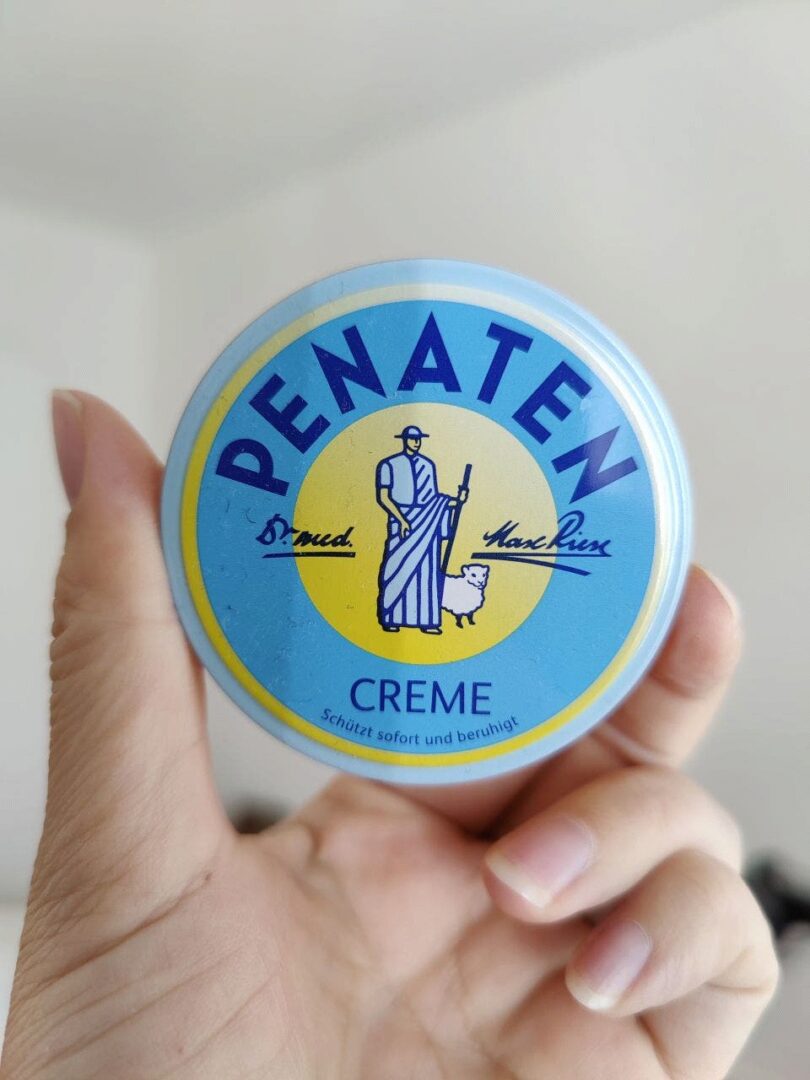 PENATEN
Dr. med. Max Riese
CREME
Schützt sofort und beruhigt